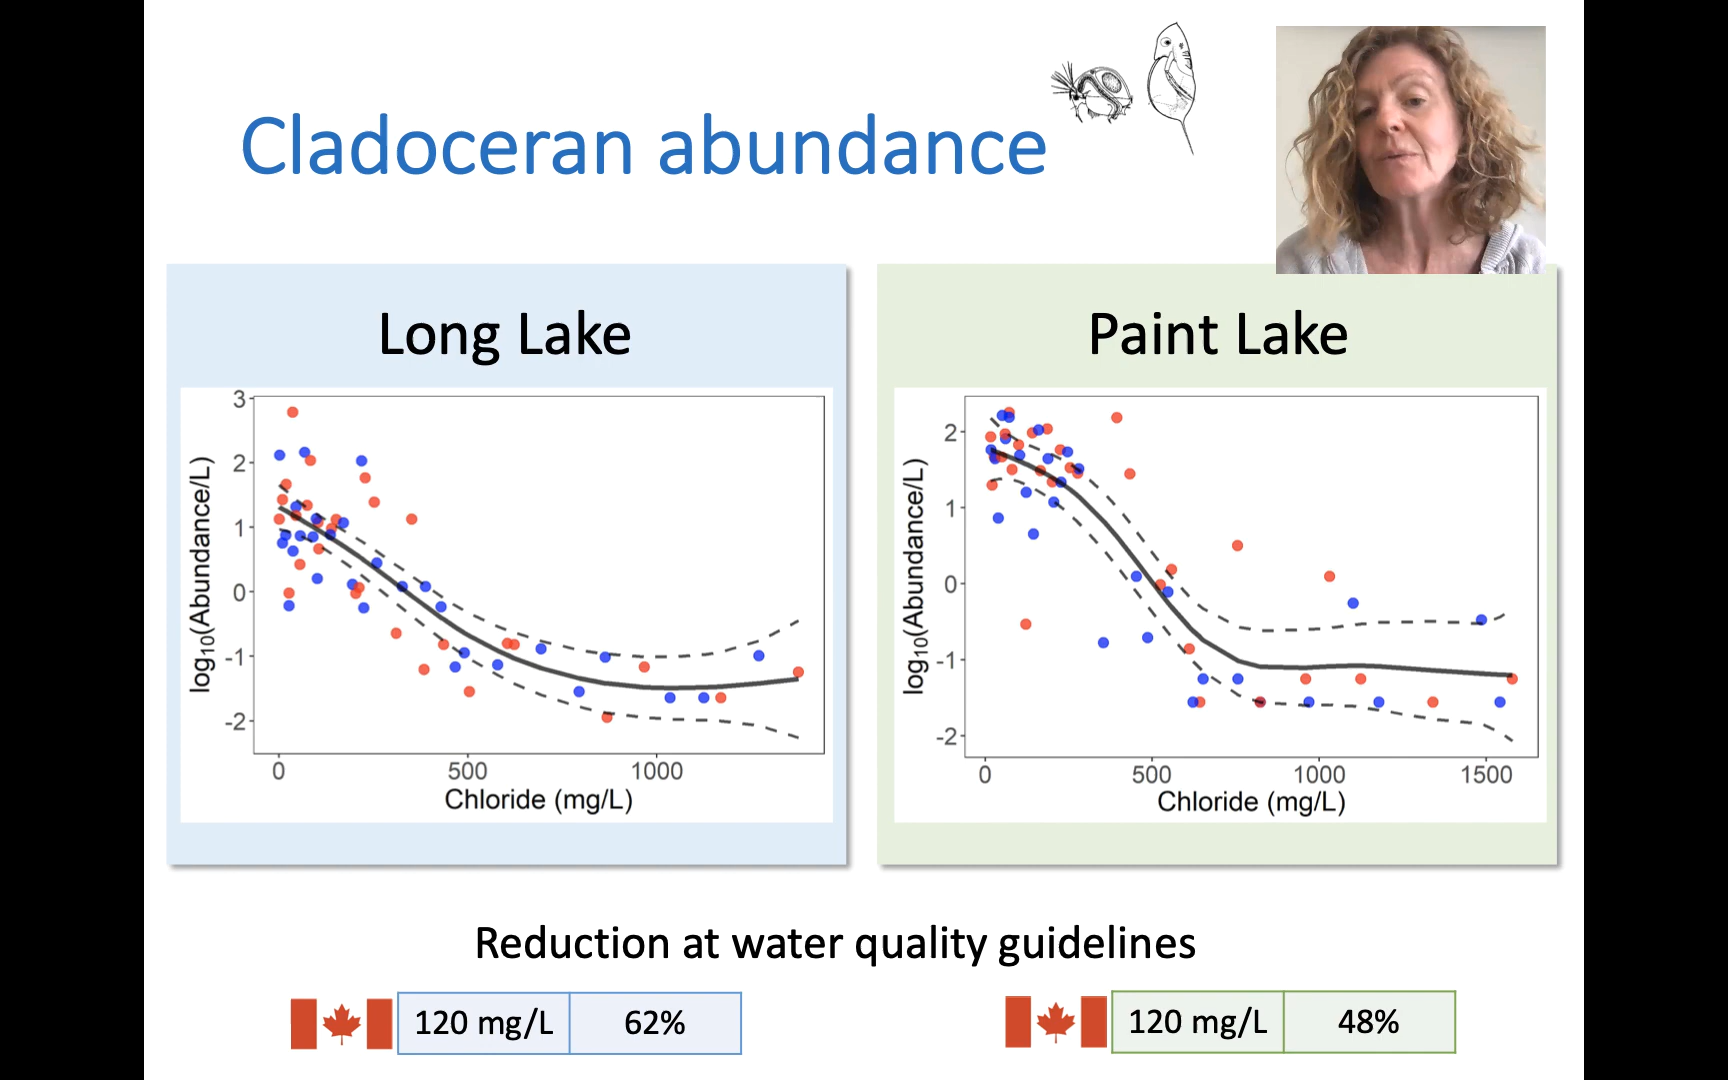 Cladoceran abundance
Long Lake
3
2
1
0
-1
-2
log10(Abundance/L)
0 500 1000
Chloride (mg/L)
Paint Lake
2
1
0
-1
-2
log10(Abundance/L)
0 500 1000 1500
Chloride (mg/L)
Reduction at water quality guidelines
120 mg/L 62%
120 mg/L 48%